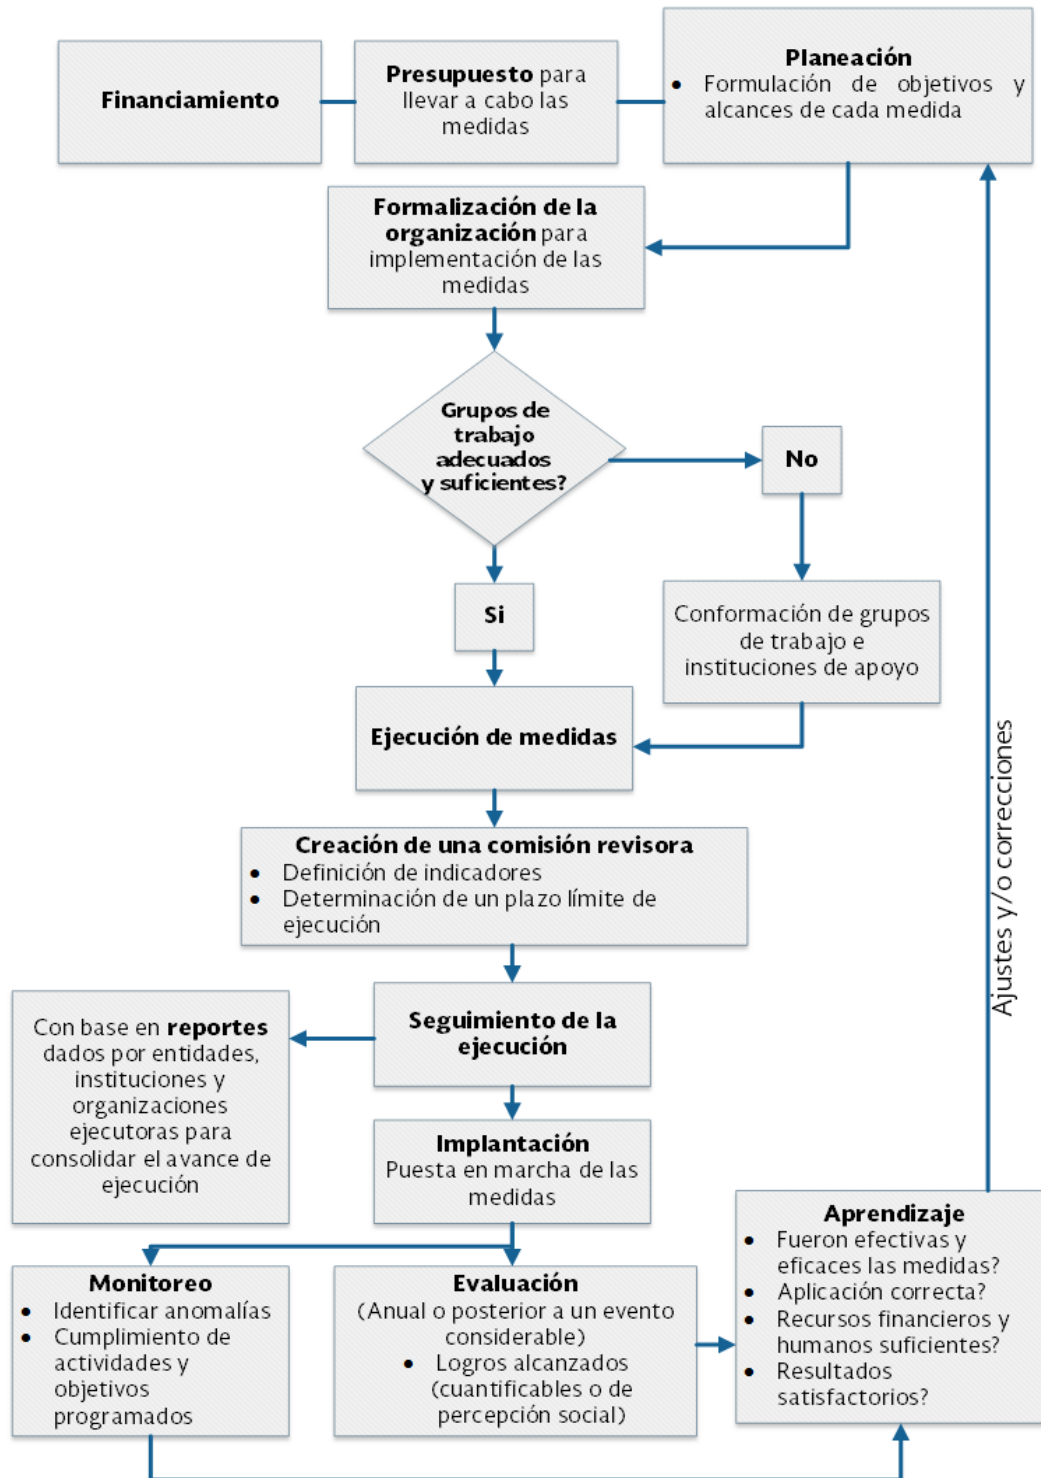 Financiamiento
Presupuesto para
llevar a cabo las
medidas
Planeación
• Formulación de objetivos y
alcances de cada medida
Formalización de la
organización para
implementación de las
medidas
Grupos de
trabajo
adecuados
y suficientes?
No
Si
Conformación de grupos
de trabajo e
instituciones de apoyo
Ejecución de medidas
Creación de una comisión revisora
• Definición de indicadores
• Determinación de un plazo límite de
ejecución
Seguimiento de la
ejecución
Con base en reportes
dados por entidades,
instituciones y
organizaciones
ejecutoras para
consolidar el avance de
ejecución
Implantación
Puesta en marcha de las
medidas
Monitoreo
• Identificar anomalías
• Cumplimiento de
actividades y
objetivos
programados
Evaluación
(Anual o posterior a un evento
considerable)
• Logros alcanzados
(cuantificables o de
percepción social)
Aprendizaje
• Fueron efectivas y
eficaces las medidas?
• Aplicación correcta?
• Recursos financieros y
humanos suficientes?
• Resultados
satisfactorios?
Ajustes y/o correcciones